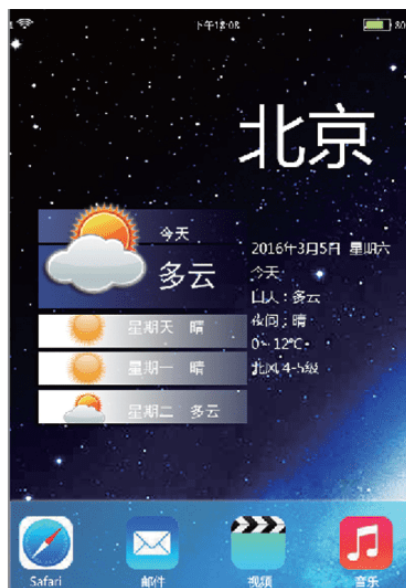 下午18:08
80
北京
今天
多云
2016年3月5日 星期六
今天
白天：多云
夜间：晴
0~12℃
北风 4-5级
星期天 晴
星期一 晴
星期二 多云
Safari
邮件
视频
音乐